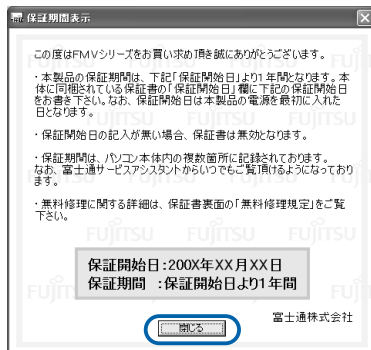 保証期間表示
この度はFMVシリーズをお買い求め頂き誠にありがとうございます。
・本製品の保証期間は、下記「保証開始日」より1年間となります。本
体に同梱されている保証書の「保証開始日」欄に下記の保証開始日
をお書き下さい。なお、保証開始日は本製品の電源を最初に入れた
日となります。
・保証開始日の記入が無い場合、保証書は無効となります。
・保証期間は、パソコン本体内の複数箇所に記録されております。
なお、富士通サービスアシスタントからいつでもご覧頂けるようになっており
ます。
・無料修理に関する詳細は、保証書裏面の「無料修理規定」をご覧
下さい。
保証開始日:200X年XX月XX日
保証期間 :保証開始日より1年間
富士通株式会社
閉じる